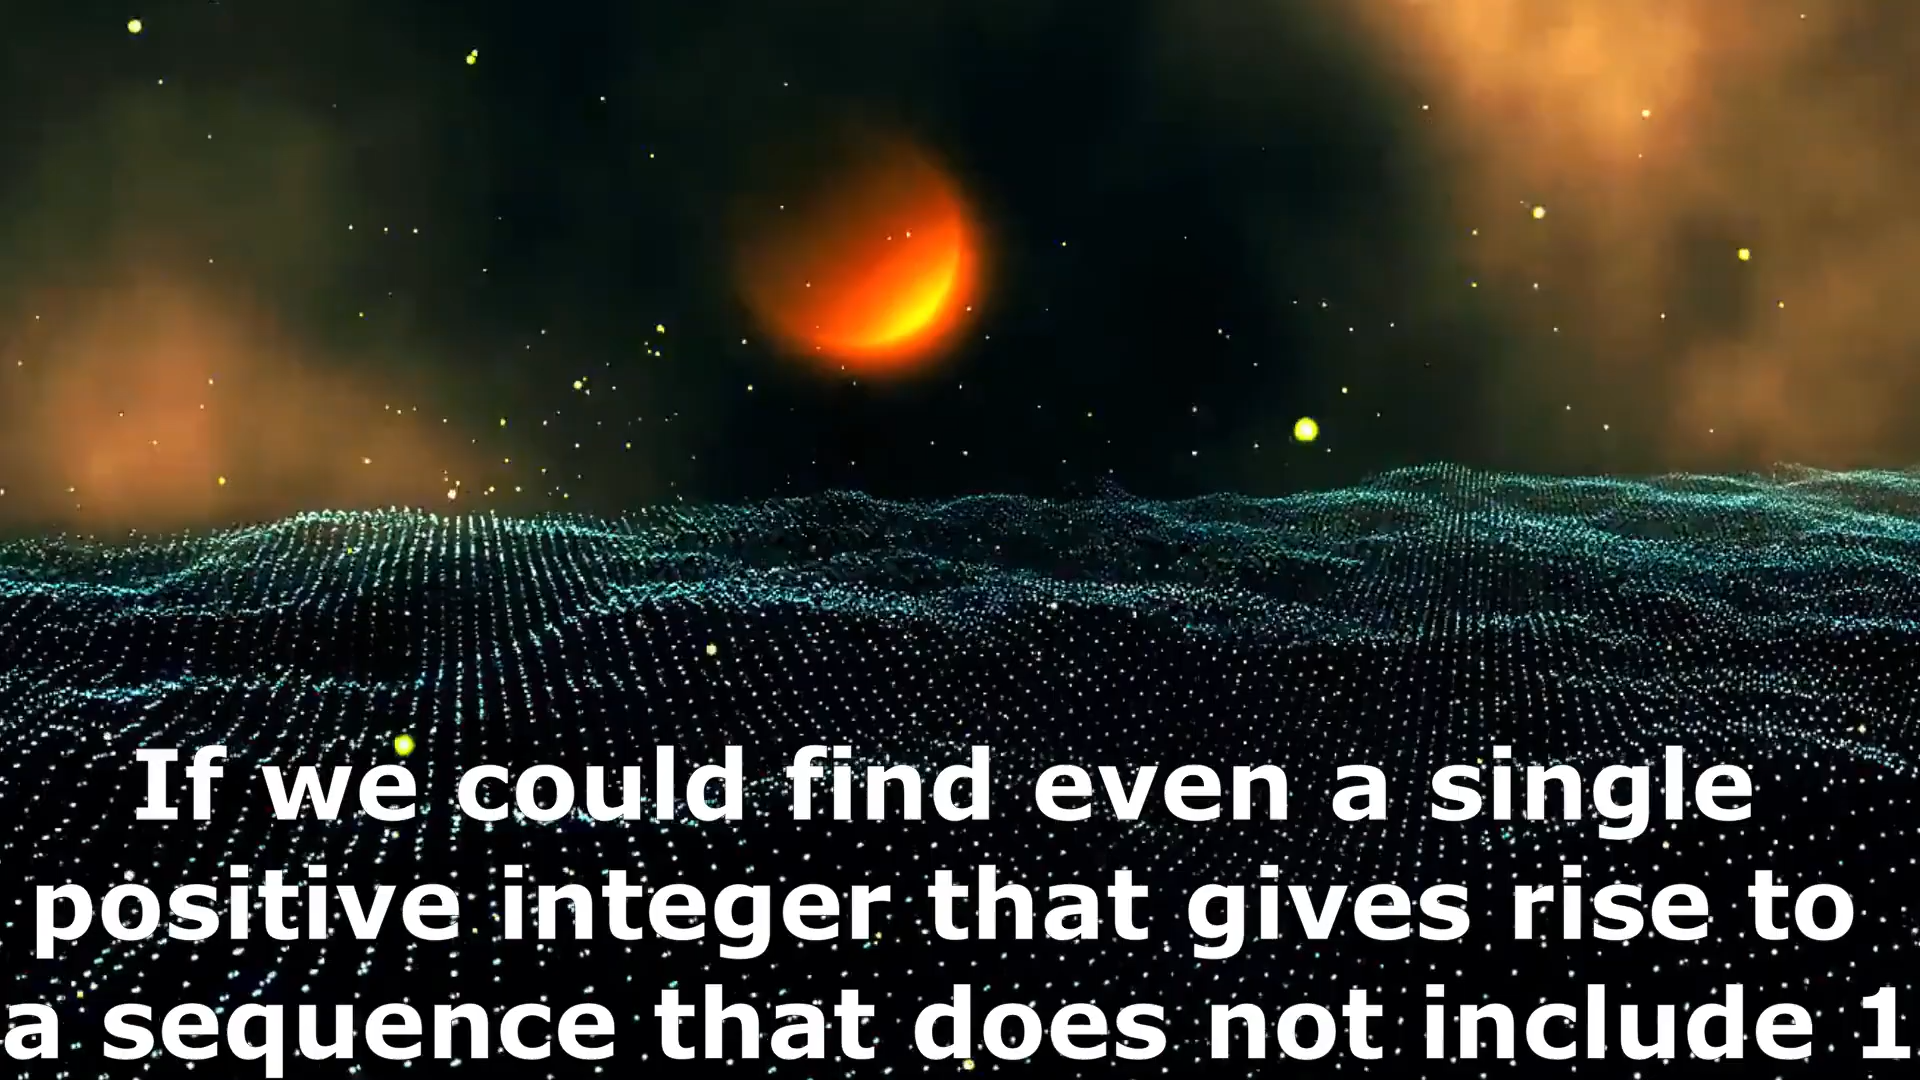 If we could find even a single
positive integer that gives rise to
a sequence that does not include 1